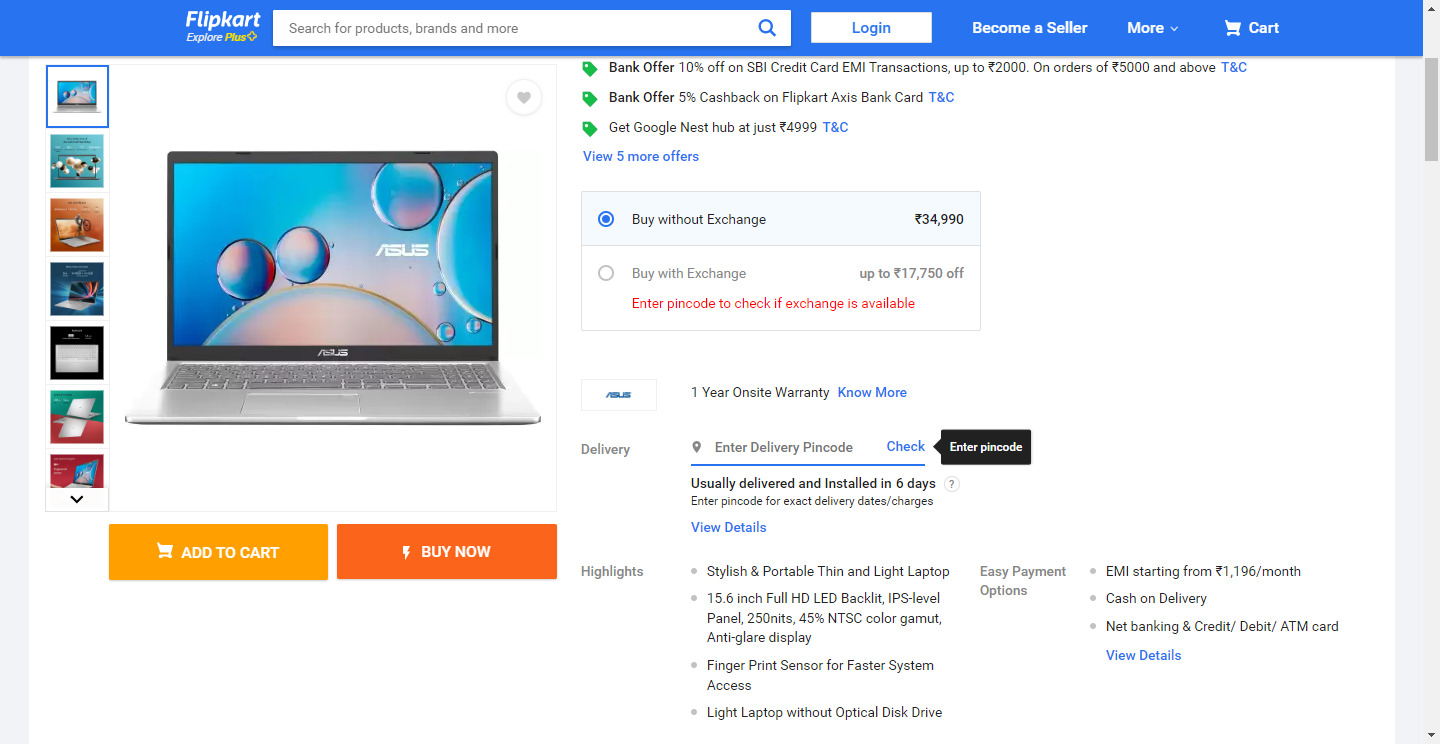 Flipkart
Explore Plus
Search for products, brands and more
Login
Become a Seller
More
Cart
Bank Offer 10% off on SBI Credit Card EMI Transactions, up to ₹2000. On orders of ₹5000 and above T&C
Bank Offer 5% Cashback on Flipkart Axis Bank Card T&C
Get Google Nest hub at just ₹4999 T&C
View 5 more offers
Buy without Exchange ₹34,990
Buy with Exchange up to ₹17,750 off
Enter pincode to check if exchange is available
ASUS
ASUS
ASUS
1 Year Onsite Warranty Know More
Delivery
Enter Delivery Pincode Check
Enter pincode
Usually delivered and Installed in 6 days ?
Enter pincode for exact delivery dates/charges
View Details
ADD TO CART
BUY NOW
Highlights
Stylish & Portable Thin and Light Laptop
15.6 inch Full HD LED Backlit, IPS-level
Panel, 250nits, 45% NTSC color gamut,
Anti-glare display
Finger Print Sensor for Faster System
Access
Light Laptop without Optical Disk Drive
Easy Payment
Options
EMI starting from ₹1,196/month
Cash on Delivery
Net banking & Credit/ Debit/ ATM card
View Details